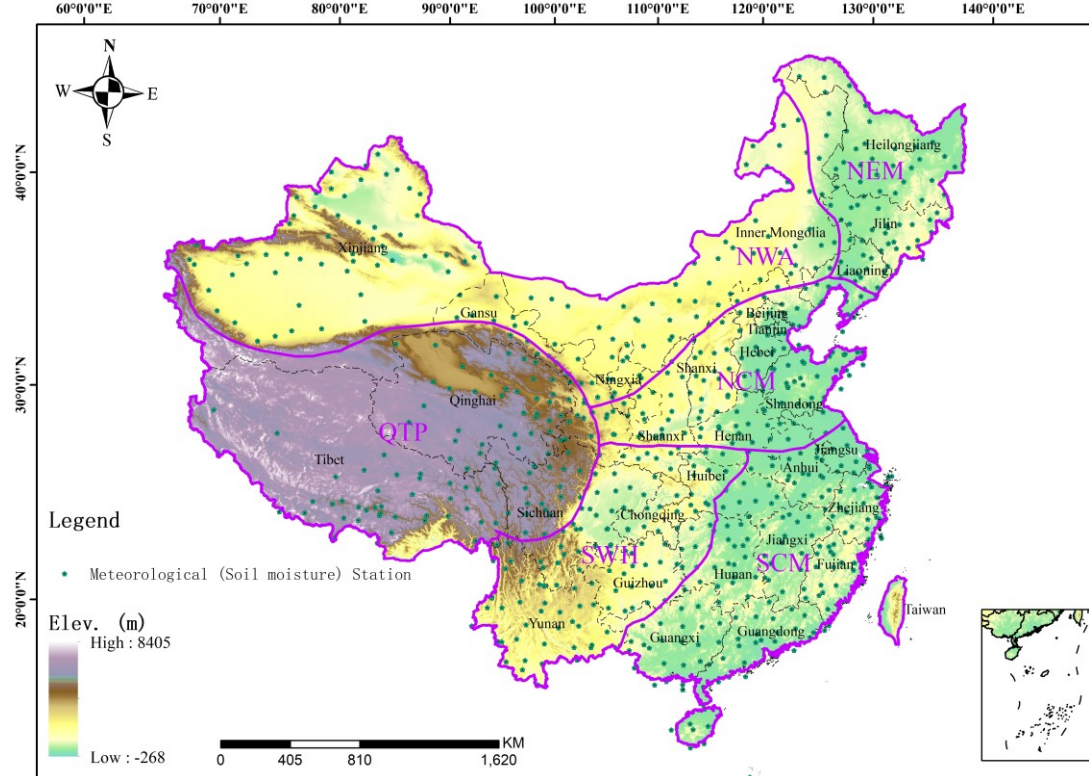 60°0'0"E 70°0'0"E 80°0'0"E 90°0'0"E 100°0'0"E 110°0'0"E 120°0'0"E 130°0'0"E 140°0'0"E
N
W E
S
40°0'0"N
30°0'0"N
20°0'0"N
Heilongjiang
NEM
Jilin
Inner Mongolia
NWA
Liaoning
Xinjiang
Gansu
Beijing
Tianjin
Hebei
Shanxi
Ningxia
NCM
Qinghai
Shandong
QTP
Shaanxi
Henan
Jiangsu
Tibet
Anhui
Huibei
Sichuan
Chongqing
Zhejiang
SWH
Jiangxi
SCM
Hunan
Fujian
Guizhou
Taiwan
Yunan
Guangxi
Guangdong
Legend
Meteorological (Soil moisture) Station
Elev. (m)
High : 8405
Low : -268
KM
0 405 810 1,620